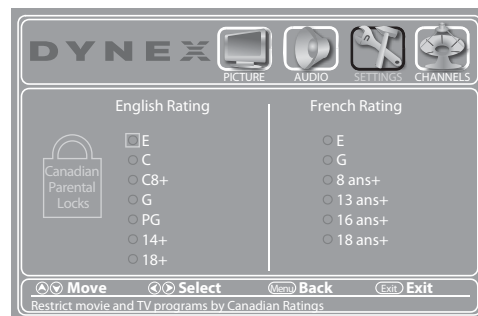 DYNEX
PICTURE AUDIO SETTINGS CHANNELS
English Rating
French Rating
Canadian
Parental
Locks
E
C
C8+
G
PG
14+
18+
E
G
8 ans+
13 ans+
16 ans+
18 ans+
Move Select Menu Back Exit Exit
Restrict movie and TV programs by Canadian Ratings